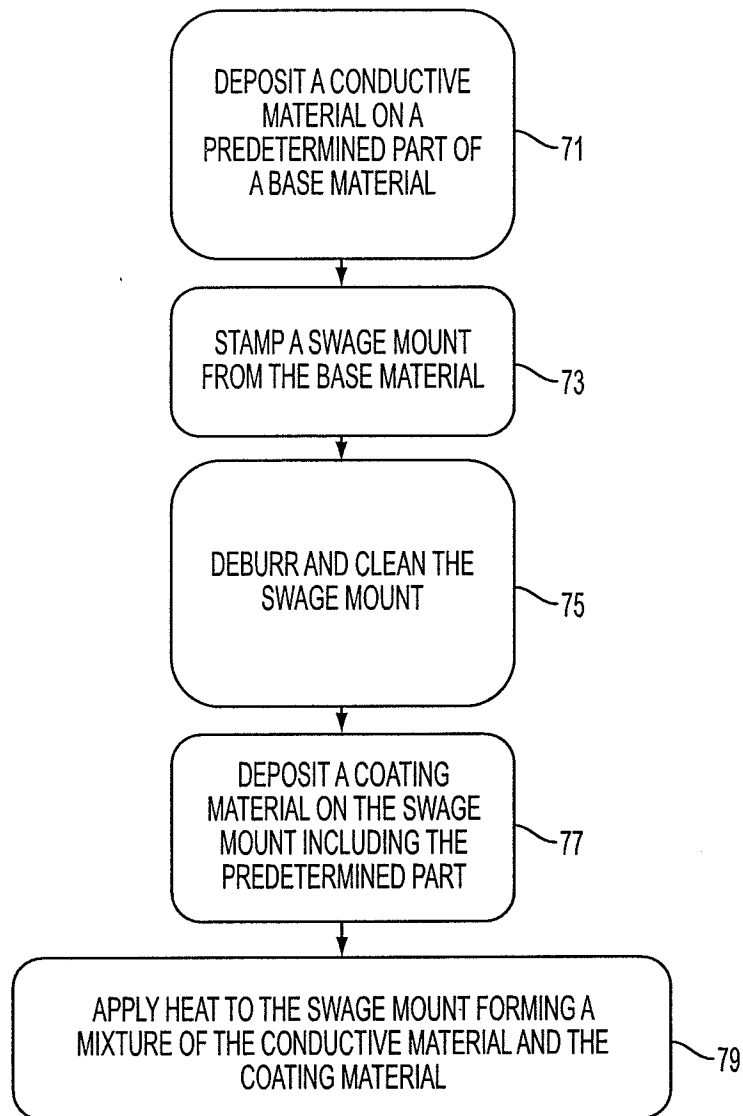 DEPOSIT A CONDUCTIVE
MATERIAL ON A
PREDETERMINED PART OF
A BASE MATERIAL
71
STAMP A SWAGE MOUNT
FROM THE BASE MATERIAL
73
DEBURR AND CLEAN THE
SWAGE MOUNT
75
DEPOSIT A COATING
MATERIAL ON THE SWAGE
MOUNT INCLUDING THE
PREDETERMINED PART
77
APPLY HEAT TO THE SWAGE MOUNT FORMING A
MIXTURE OF THE CONDUCTIVE MATERIAL AND THE
COATING MATERIAL
79